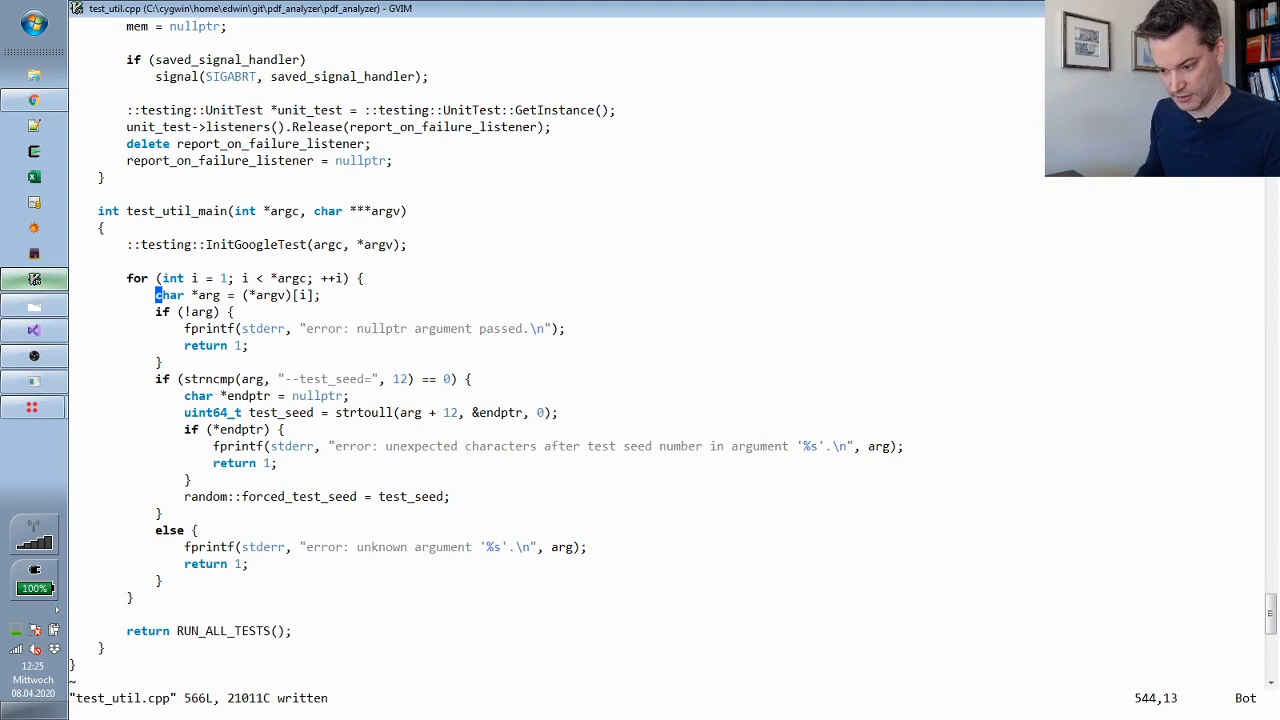 test_util.cpp (C:\cygwin\home\edwin\git\pdf_analyzer\pdf_analyzer) - GVIM
mem = nullptr;
if (saved_signal_handler)
signal(SIGABRT, saved_signal_handler);
::testing::UnitTest *unit_test = ::testing::UnitTest::GetInstance();
unit_test->listeners().Release(report_on_failure_listener);
delete report_on_failure_listener;
report_on_failure_listener = nullptr;
}
int test_util_main(int *argc, char ***argv)
{
::testing::InitGoogleTest(argc, *argv);
for (int i = 1; i < *argc; ++i) {
char *arg = (*argv)[i];
if (!arg) {
fprintf(stderr, "error: nullptr argument passed.\n");
return 1;
}
if (strncmp(arg, "--test_seed=", 12) == 0) {
char *endptr = nullptr;
uint64_t test_seed = strtoull(arg + 12, &endptr, 0);
if (*endptr) {
fprintf(stderr, "error: unexpected characters after test seed number in argument '%s'.\n", arg);
return 1;
}
random::forced_test_seed = test_seed;
}
else {
fprintf(stderr, "error: unknown argument '%s'.\n", arg);
return 1;
}
}
return RUN_ALL_TESTS();
}
}
~
"test_util.cpp" 566L, 21011C written 544,13 Bot
100%
12:25
Mittwoch
08.04.2020